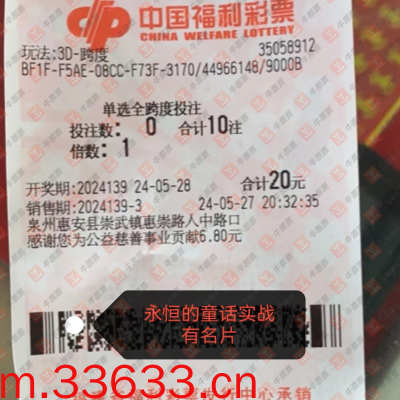 中国福利彩票
CHINA WELFARE LOTTERY
玩法:3D-跨度
35058912
BF1F-F5AE-08CC-F73F-3170/44966148/9000B
单选全跨度投注
投注数: 0 合计10注
倍数: 1
开奖期:2024139 24-05-28 合计20元
销售期:2024139-3 24-05-27 20:32:35
泉州惠安县崇武镇惠崇路人中路口
感谢您为公益慈善事业贡献6.80元
永恒的童话实战
有名片
m.33633.cn
中心承销